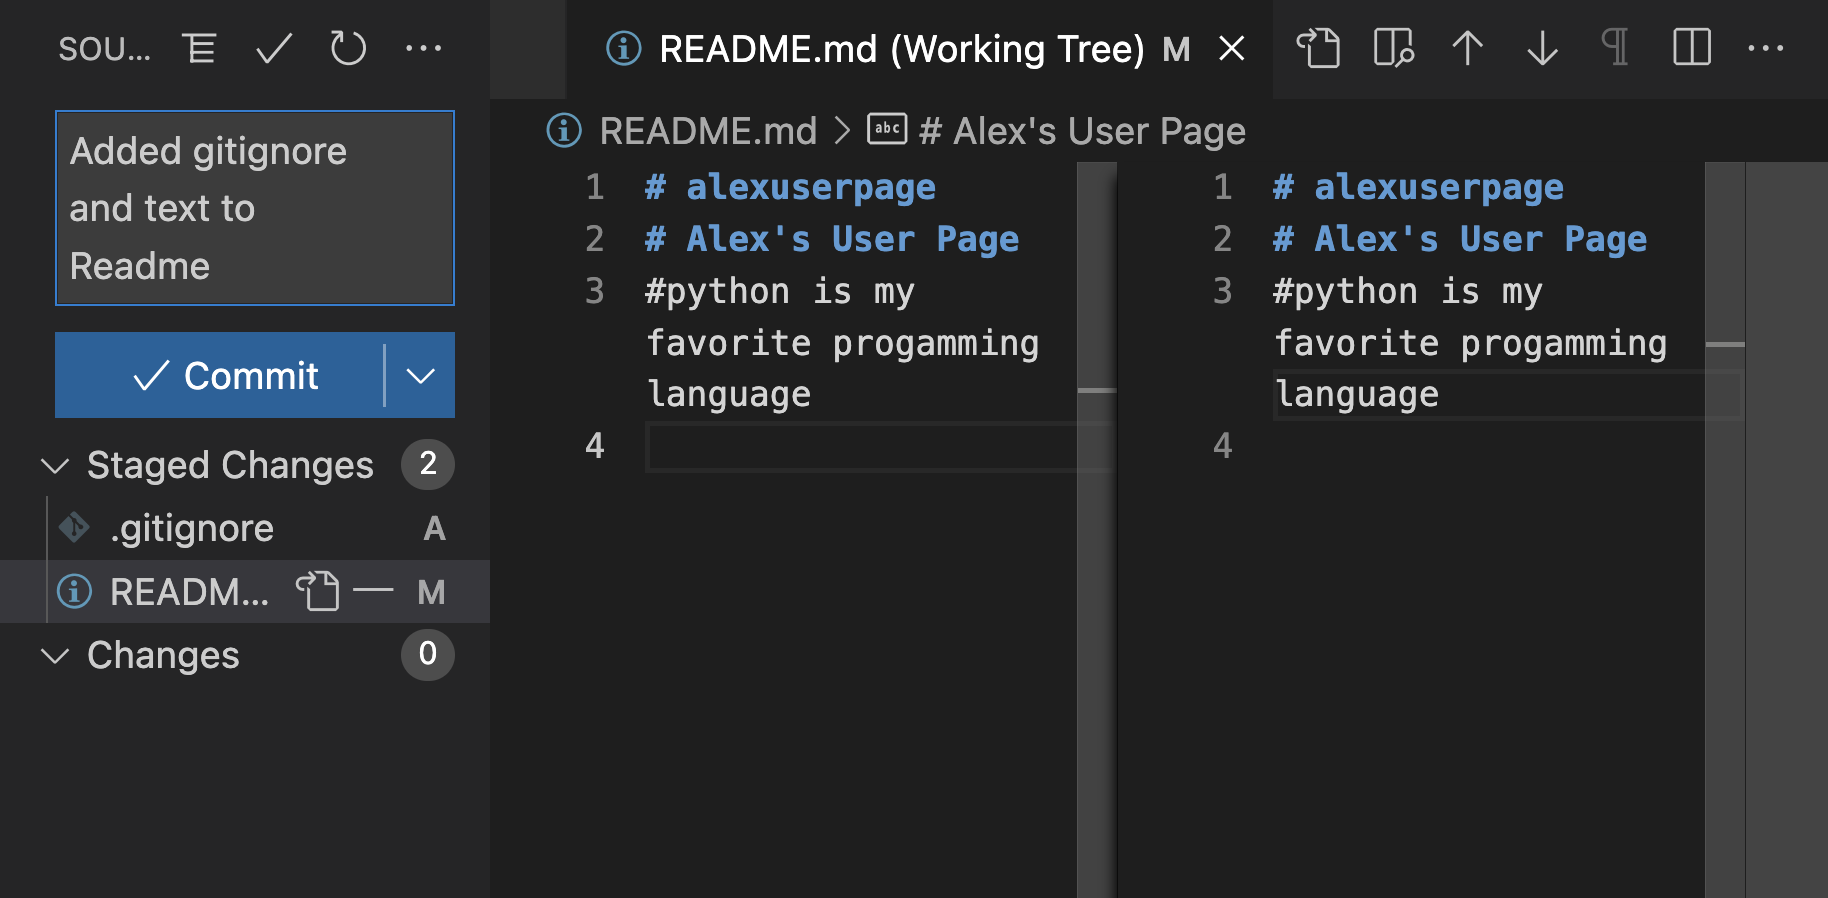 SOU...
README.md (Working Tree) M
README.md > abc # Alex's User Page
Added gitignore
and text to
Readme
Commit
Staged Changes 2
.gitignore A
READM... M
Changes 0
1 # alexuserpage
2 # Alex's User Page
3 #python is my
favorite progamming
language
4
1 # alexuserpage
2 # Alex's User Page
3 #python is my
favorite progamming
language
4